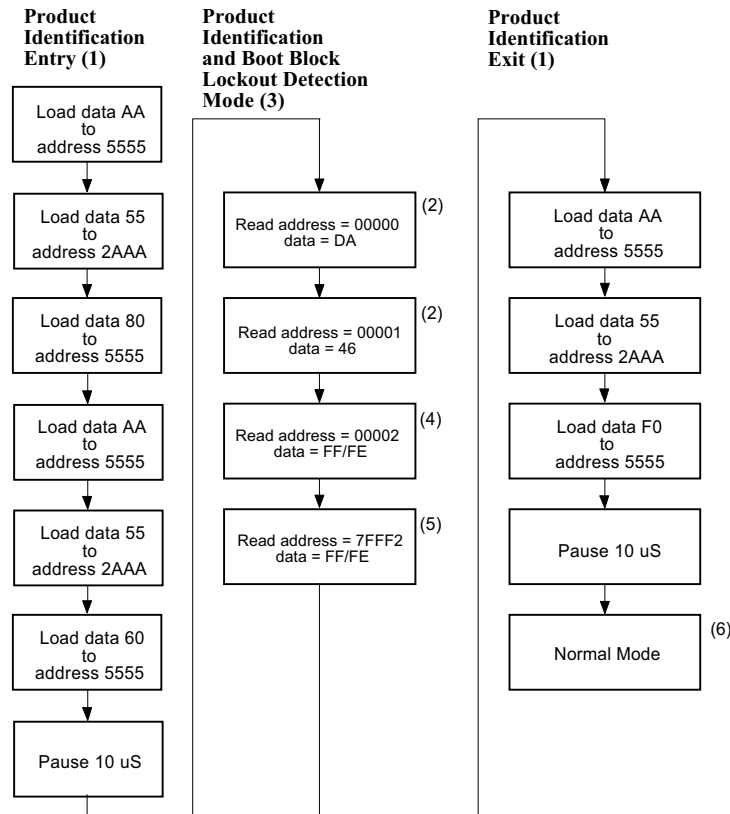 Product
Identification
Entry (1)
Load data AA
to
address 5555
Load data 55
to
address 2AAA
Load data 80
to
address 5555
Load data AA
to
address 5555
Load data 55
to
address 2AAA
Load data 60
to
address 5555
Pause 10 uS
Product
Identification
and Boot Block
Lockout Detection
Mode (3)
Read address = 00000
data = DA
(2)
Read address = 00001
data = 46
(2)
Read address = 00002
data = FF/FE
(4)
Read address = 7FFF2
data = FF/FE
(5)
Product
Identification
Exit (1)
Load data AA
to
address 5555
Load data 55
to
address 2AAA
Load data F0
to
address 5555
Pause 10 uS
Normal Mode
(6)